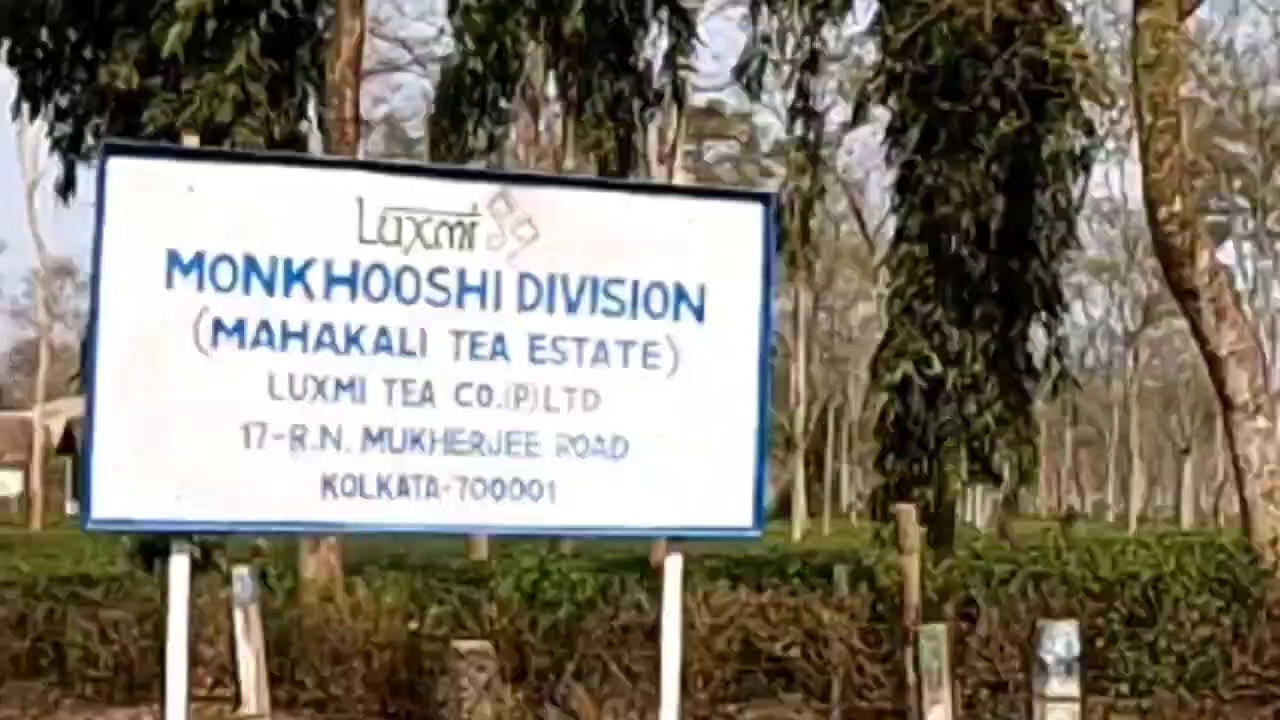 Luxmi
MONKHOOSHI DIVISION
(MAHAKALI TEA ESTATE)
LUXMI TEA CO.(P)LTD
17-R.N. MUKHERJEE ROAD
KOLKATA-700001